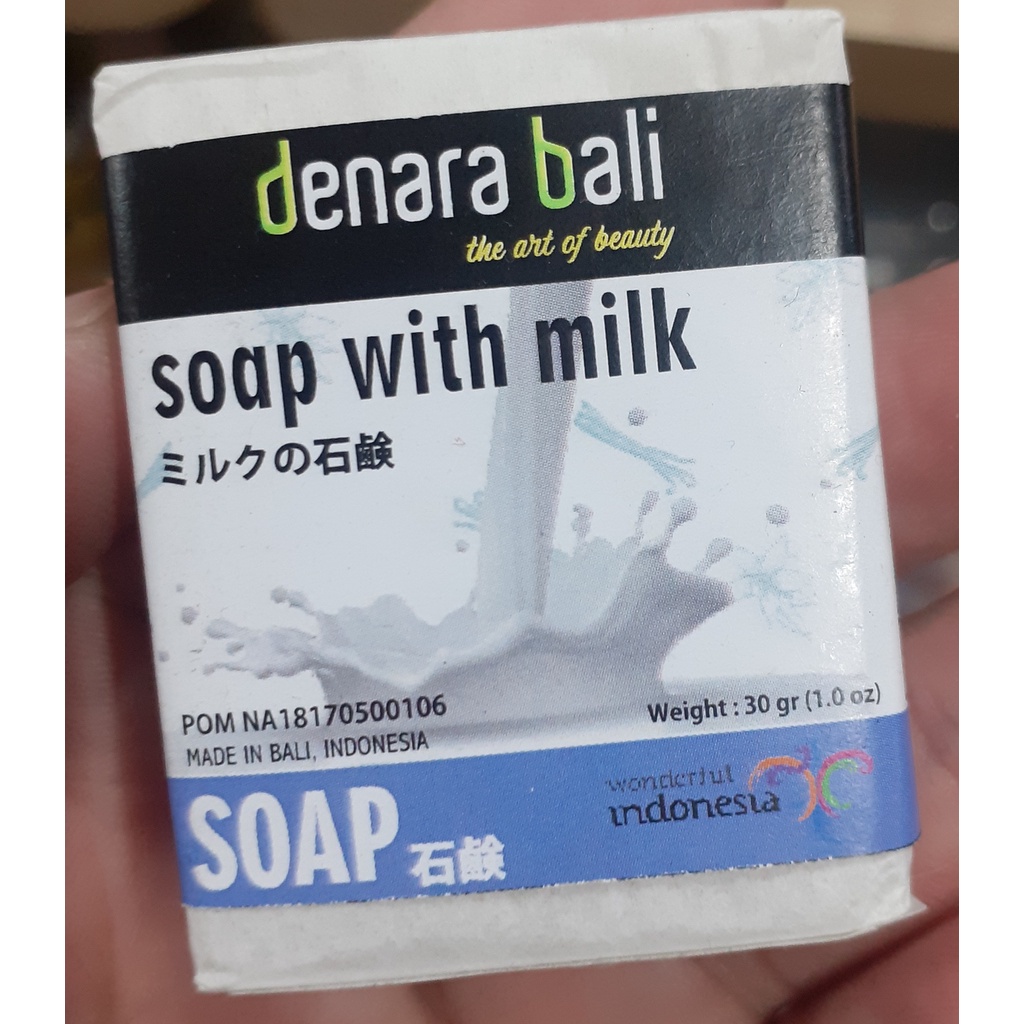 denara bali
the art of beauty
soap with milk
ミルクの石鹸
POM NA18170500106
MADE IN BALI, INDONESIA
Weight : 30 gr (1.0 oz)
SOAP 石鹸
wonderful
indonesia